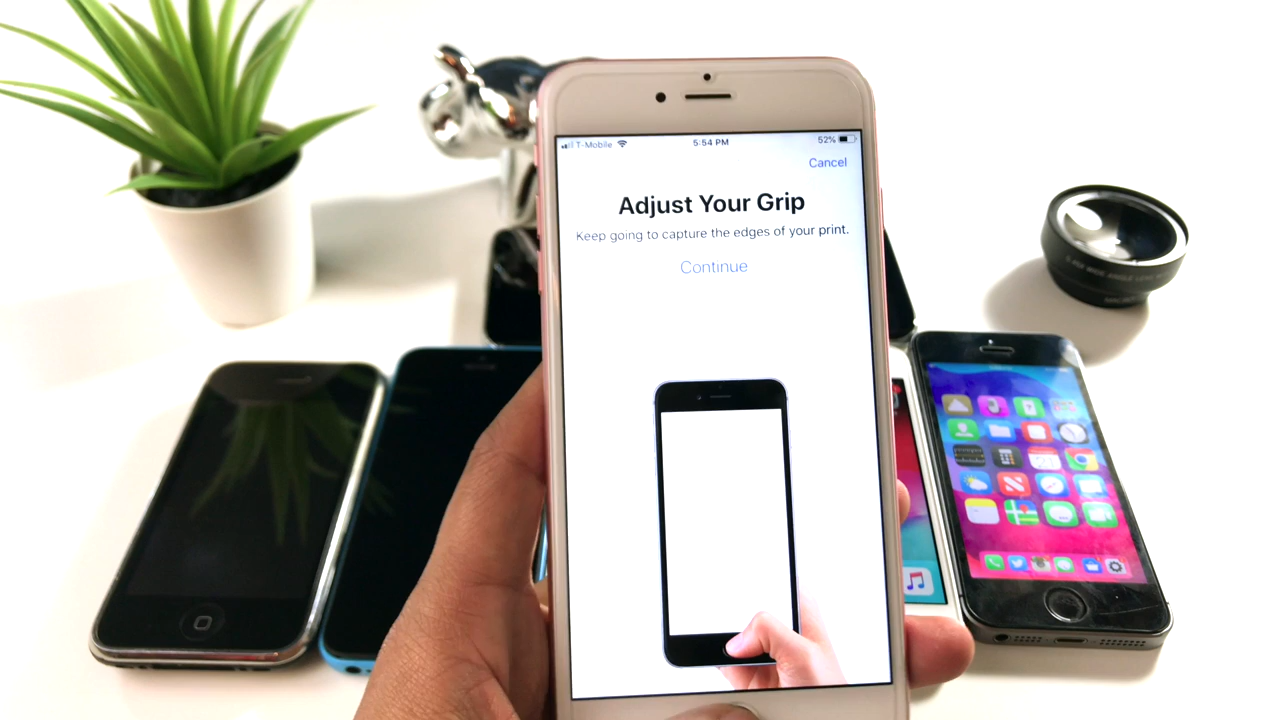 T-Mobile 5:54 PM 52%
Cancel
Adjust Your Grip
Keep going to capture the edges of your print.
Continue